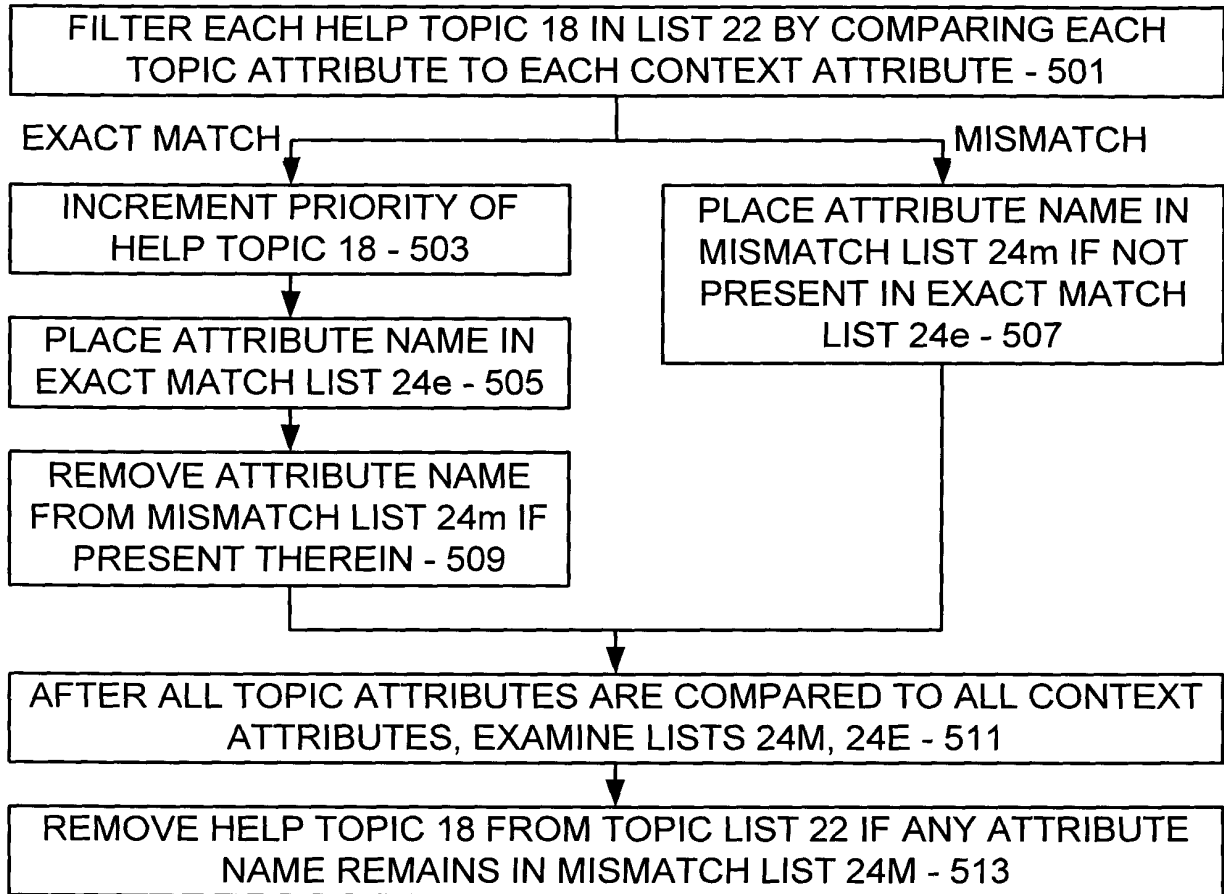 FILTER EACH HELP TOPIC 18 IN LIST 22 BY COMPARING EACH
TOPIC ATTRIBUTE TO EACH CONTEXT ATTRIBUTE - 501
EXACT MATCH
MISMATCH
INCREMENT PRIORITY OF
HELP TOPIC 18 - 503
PLACE ATTRIBUTE NAME IN
EXACT MATCH LIST 24e - 505
REMOVE ATTRIBUTE NAME
FROM MISMATCH LIST 24m IF
PRESENT THEREIN - 509
PLACE ATTRIBUTE NAME IN
MISMATCH LIST 24m IF NOT
PRESENT IN EXACT MATCH
LIST 24e - 507
AFTER ALL TOPIC ATTRIBUTES ARE COMPARED TO ALL CONTEXT
ATTRIBUTES, EXAMINE LISTS 24M, 24E - 511
REMOVE HELP TOPIC 18 FROM TOPIC LIST 22 IF ANY ATTRIBUTE
NAME REMAINS IN MISMATCH LIST 24M - 513